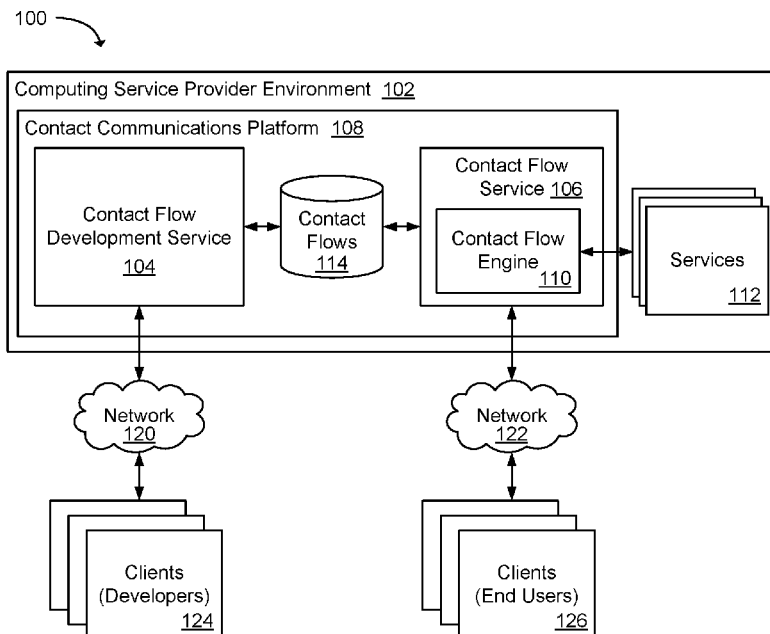 100
Computing Service Provider Environment 102
Contact Communications Platform 108
Contact Flow
Development Service
104
Contact
Flows
114
Contact Flow
Service 106
Contact Flow
Engine
110
Services
112
Network
120
Network
122
Clients
(Developers)
124
Clients
(End Users)
126